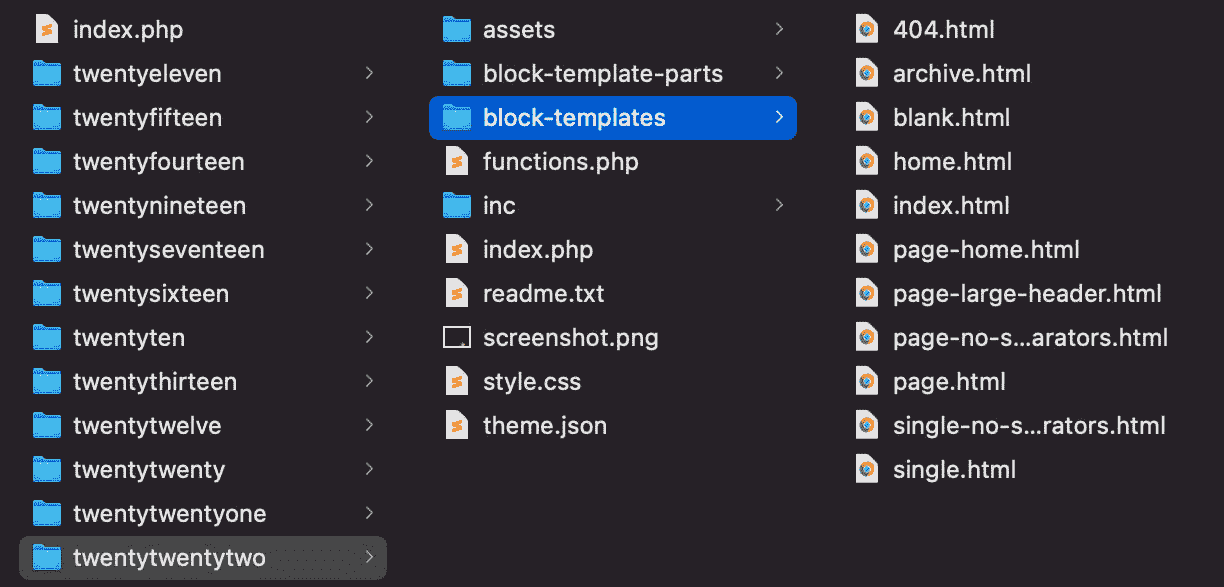 index.php
twentyeleven
twentyfifteen
twentyfourteen
twentynineteen
twentyseventeen
twentysixteen
twentyten
twentythirteen
twentytwelve
twentytwenty
twentytwentyone
twentytwentytwo
assets
block-template-parts
block-templates
functions.php
inc
index.php
readme.txt
screenshot.png
style.css
theme.json
404.html
archive.html
blank.html
home.html
index.html
page-home.html
page-large-header.html
page-no-s...arators.html
page.html
single-no-s...rators.html
single.html